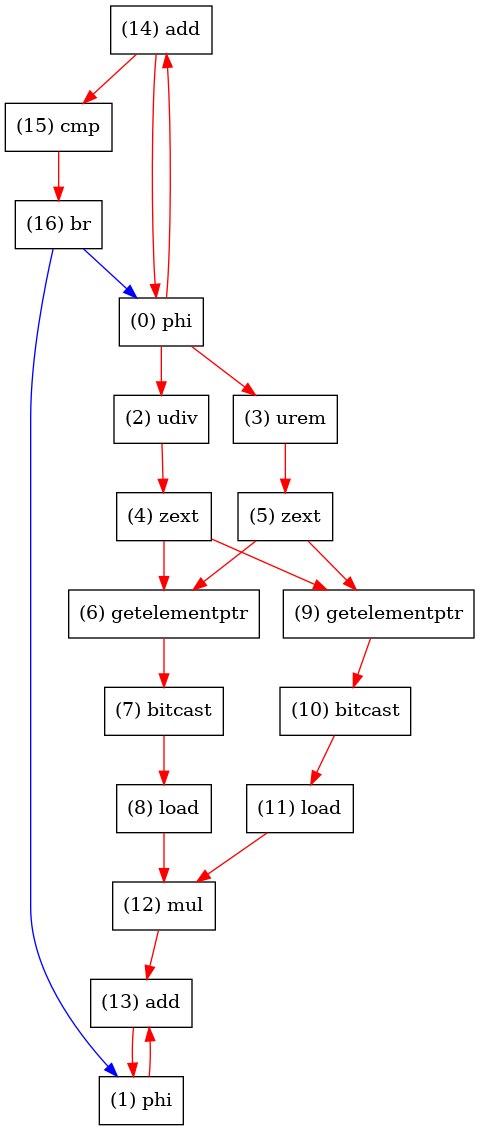 (14) add
(15) cmp
(16) br
(0) phi
(2) udiv
(3) urem
(4) zext
(5) zext
(6) getelementptr
(9) getelementptr
(7) bitcast
(10) bitcast
(8) load
(11) load
(12) mul
(13) add
(1) phi